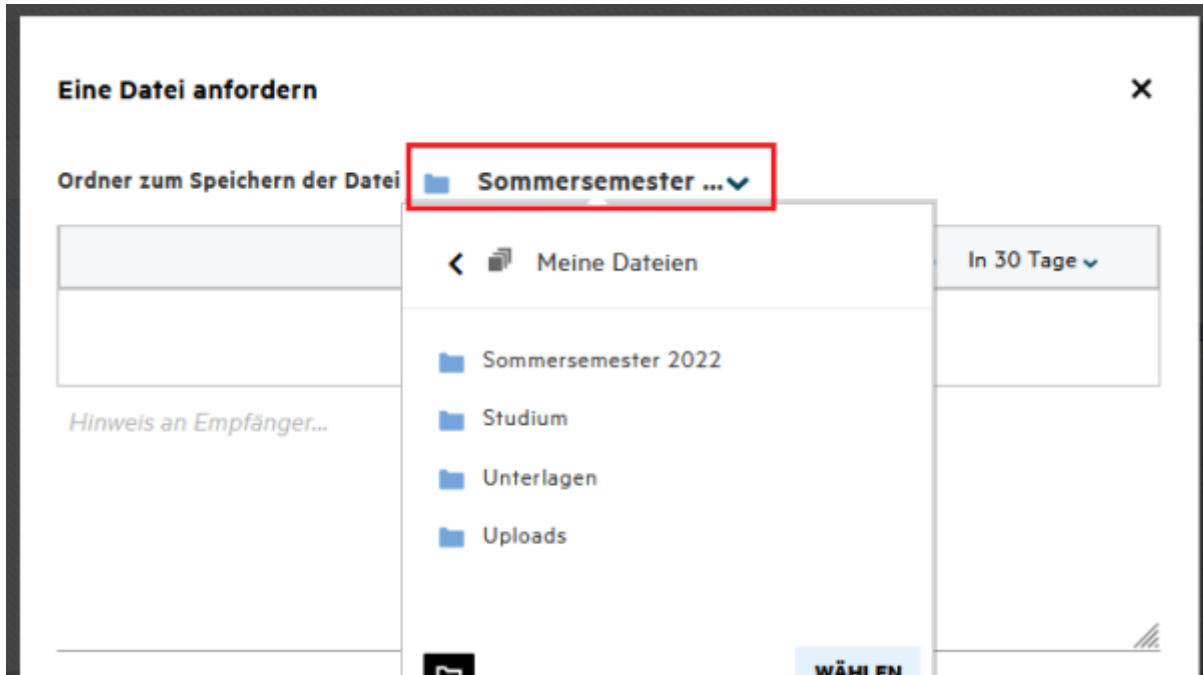 Eine Datei anfordern
Ordner zum Speichern der Datei Sommersemester ...
Meine Dateien
In 30 Tage
Sommersemester 2022
Hinweis an Empfänger...
Studium
Unterlagen
Uploads
WÄHLEN